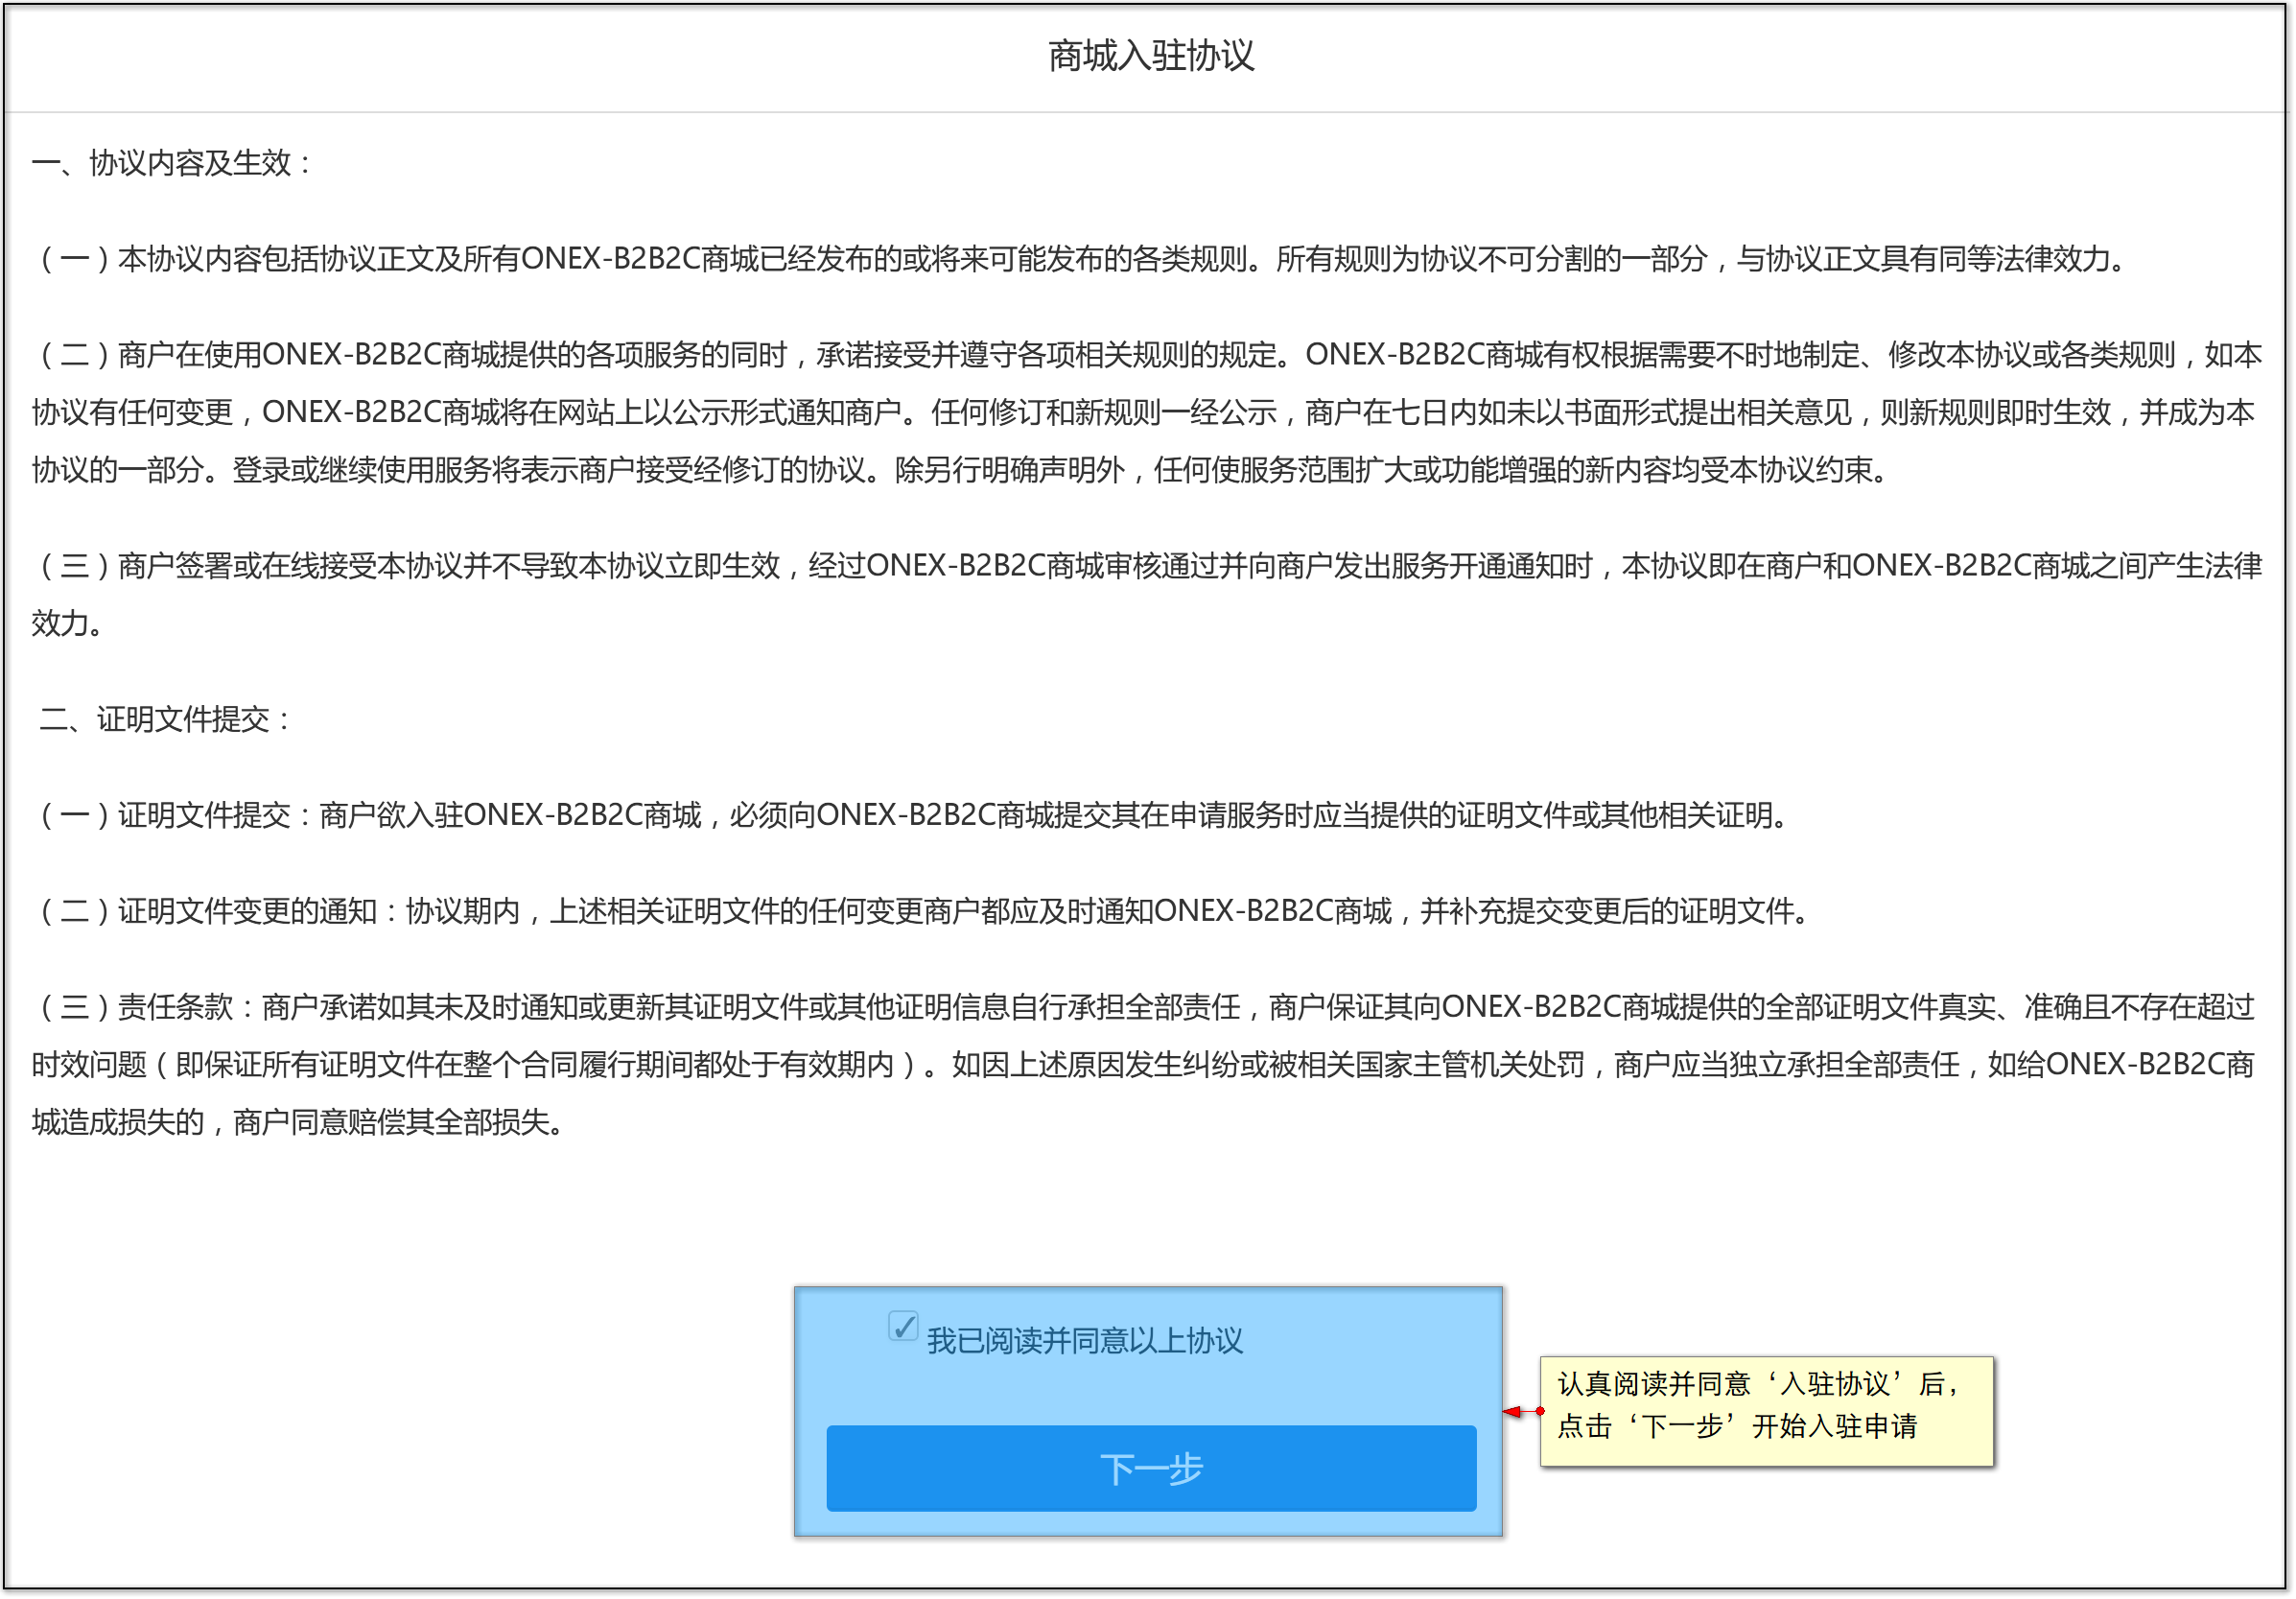 商城入驻协议
一、协议内容及生效：
（一）本协议内容包括协议正文及所有ONEX-B2B2C商城已经发布的或将来可能发布的各类规则。所有规则为协议不可分割的一部分，与协议正文具有同等法律效力。
（二）商户在使用ONEX-B2B2C商城提供的各项服务的同时，承诺接受并遵守各项相关规则的规定。ONEX-B2B2C商城有权根据需要不时地制定、修改本协议或各类规则，如本
协议有任何变更，ONEX-B2B2C商城将在网站上以公示形式通知商户。任何修订和新规则一经公示，商户在七日内如未以书面形式提出相关意见，则新规则即时生效，并成为本
协议的一部分。登录或继续使用服务将表示商户接受经修订的协议。除另行明确声明外，任何使服务范围扩大或功能增强的新内容均受本协议约束。
（三）商户签署或在线接受本协议并不导致本协议立即生效，经过ONEX-B2B2C商城审核通过并向商户发出服务开通通知时，本协议即在商户和ONEX-B2B2C商城之间产生法律
效力。
二、证明文件提交：
（一）证明文件提交：商户欲入驻ONEX-B2B2C商城，必须向ONEX-B2B2C商城提交其在申请服务时应当提供的证明文件或其他相关证明。
（二）证明文件变更的通知：协议期内，上述相关证明文件的任何变更商户都应及时通知ONEX-B2B2C商城，并补充提交变更后的证明文件。
（三）责任条款：商户承诺如其未及时通知或更新其证明文件或其他证明信息自行承担全部责任，商户保证其向ONEX-B2B2C商城提供的全部证明文件真实、准确且不存在超过
时效问题（即保证所有证明文件在整个合同履行期间都处于有效期内）。如因上述原因发生纠纷或被相关国家主管机关处罚，商户应当独立承担全部责任，如给ONEX-B2B2C商
城造成损失的，商户同意赔偿其全部损失。
我已阅读并同意以上协议
认真阅读并同意‘入驻协议’后，
点击‘下一步’开始入驻申请
下一步